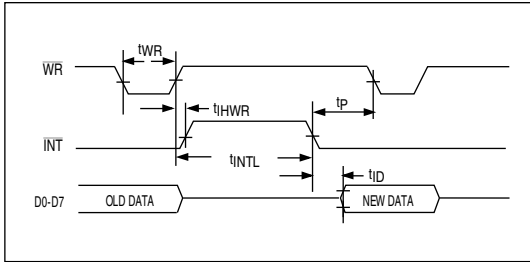 tWR
WR
tIHWR
tP
INT
tINTL
tID
D0-D7 OLD DATA NEW DATA